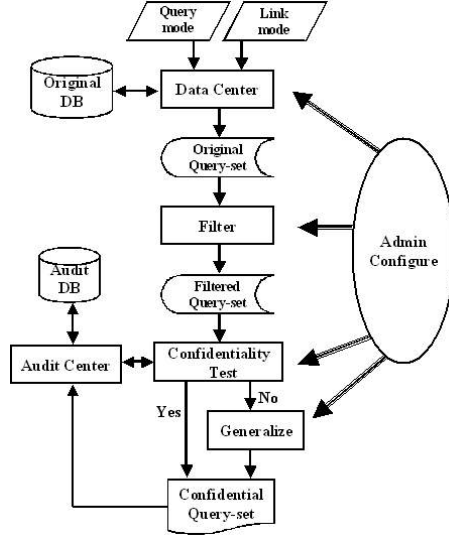 Query
mode
Link
mode
Original
DB
Data Center
Original
Query-set
Filter
Admin
Configure
Audit
DB
Filtered
Query-set
Audit Center
Confidentiality
Test
Yes
No
Generalize
Confidential
Query-set